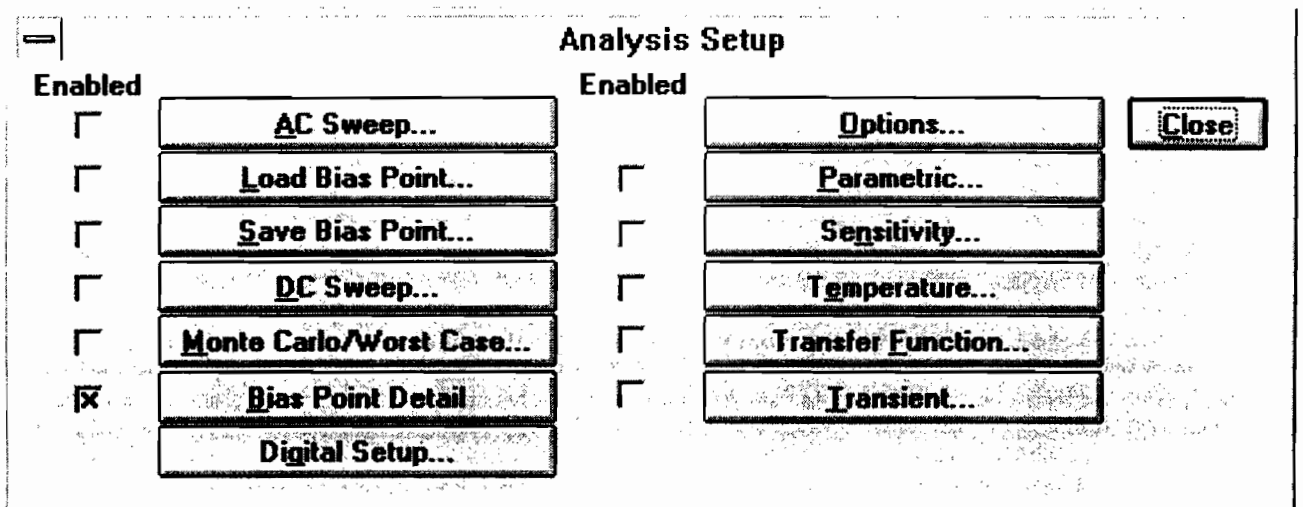 Analysis Setup
Enabled
Enabled
AC Sweep...
Options...
Close
Load Bias Point...
Parametric...
Save Bias Point...
Sensitivity...
DC Sweep...
Temperature...
Monte Carlo/Worst Case...
Transfer Function...
Bias Point Detail
Transient...
Digital Setup...